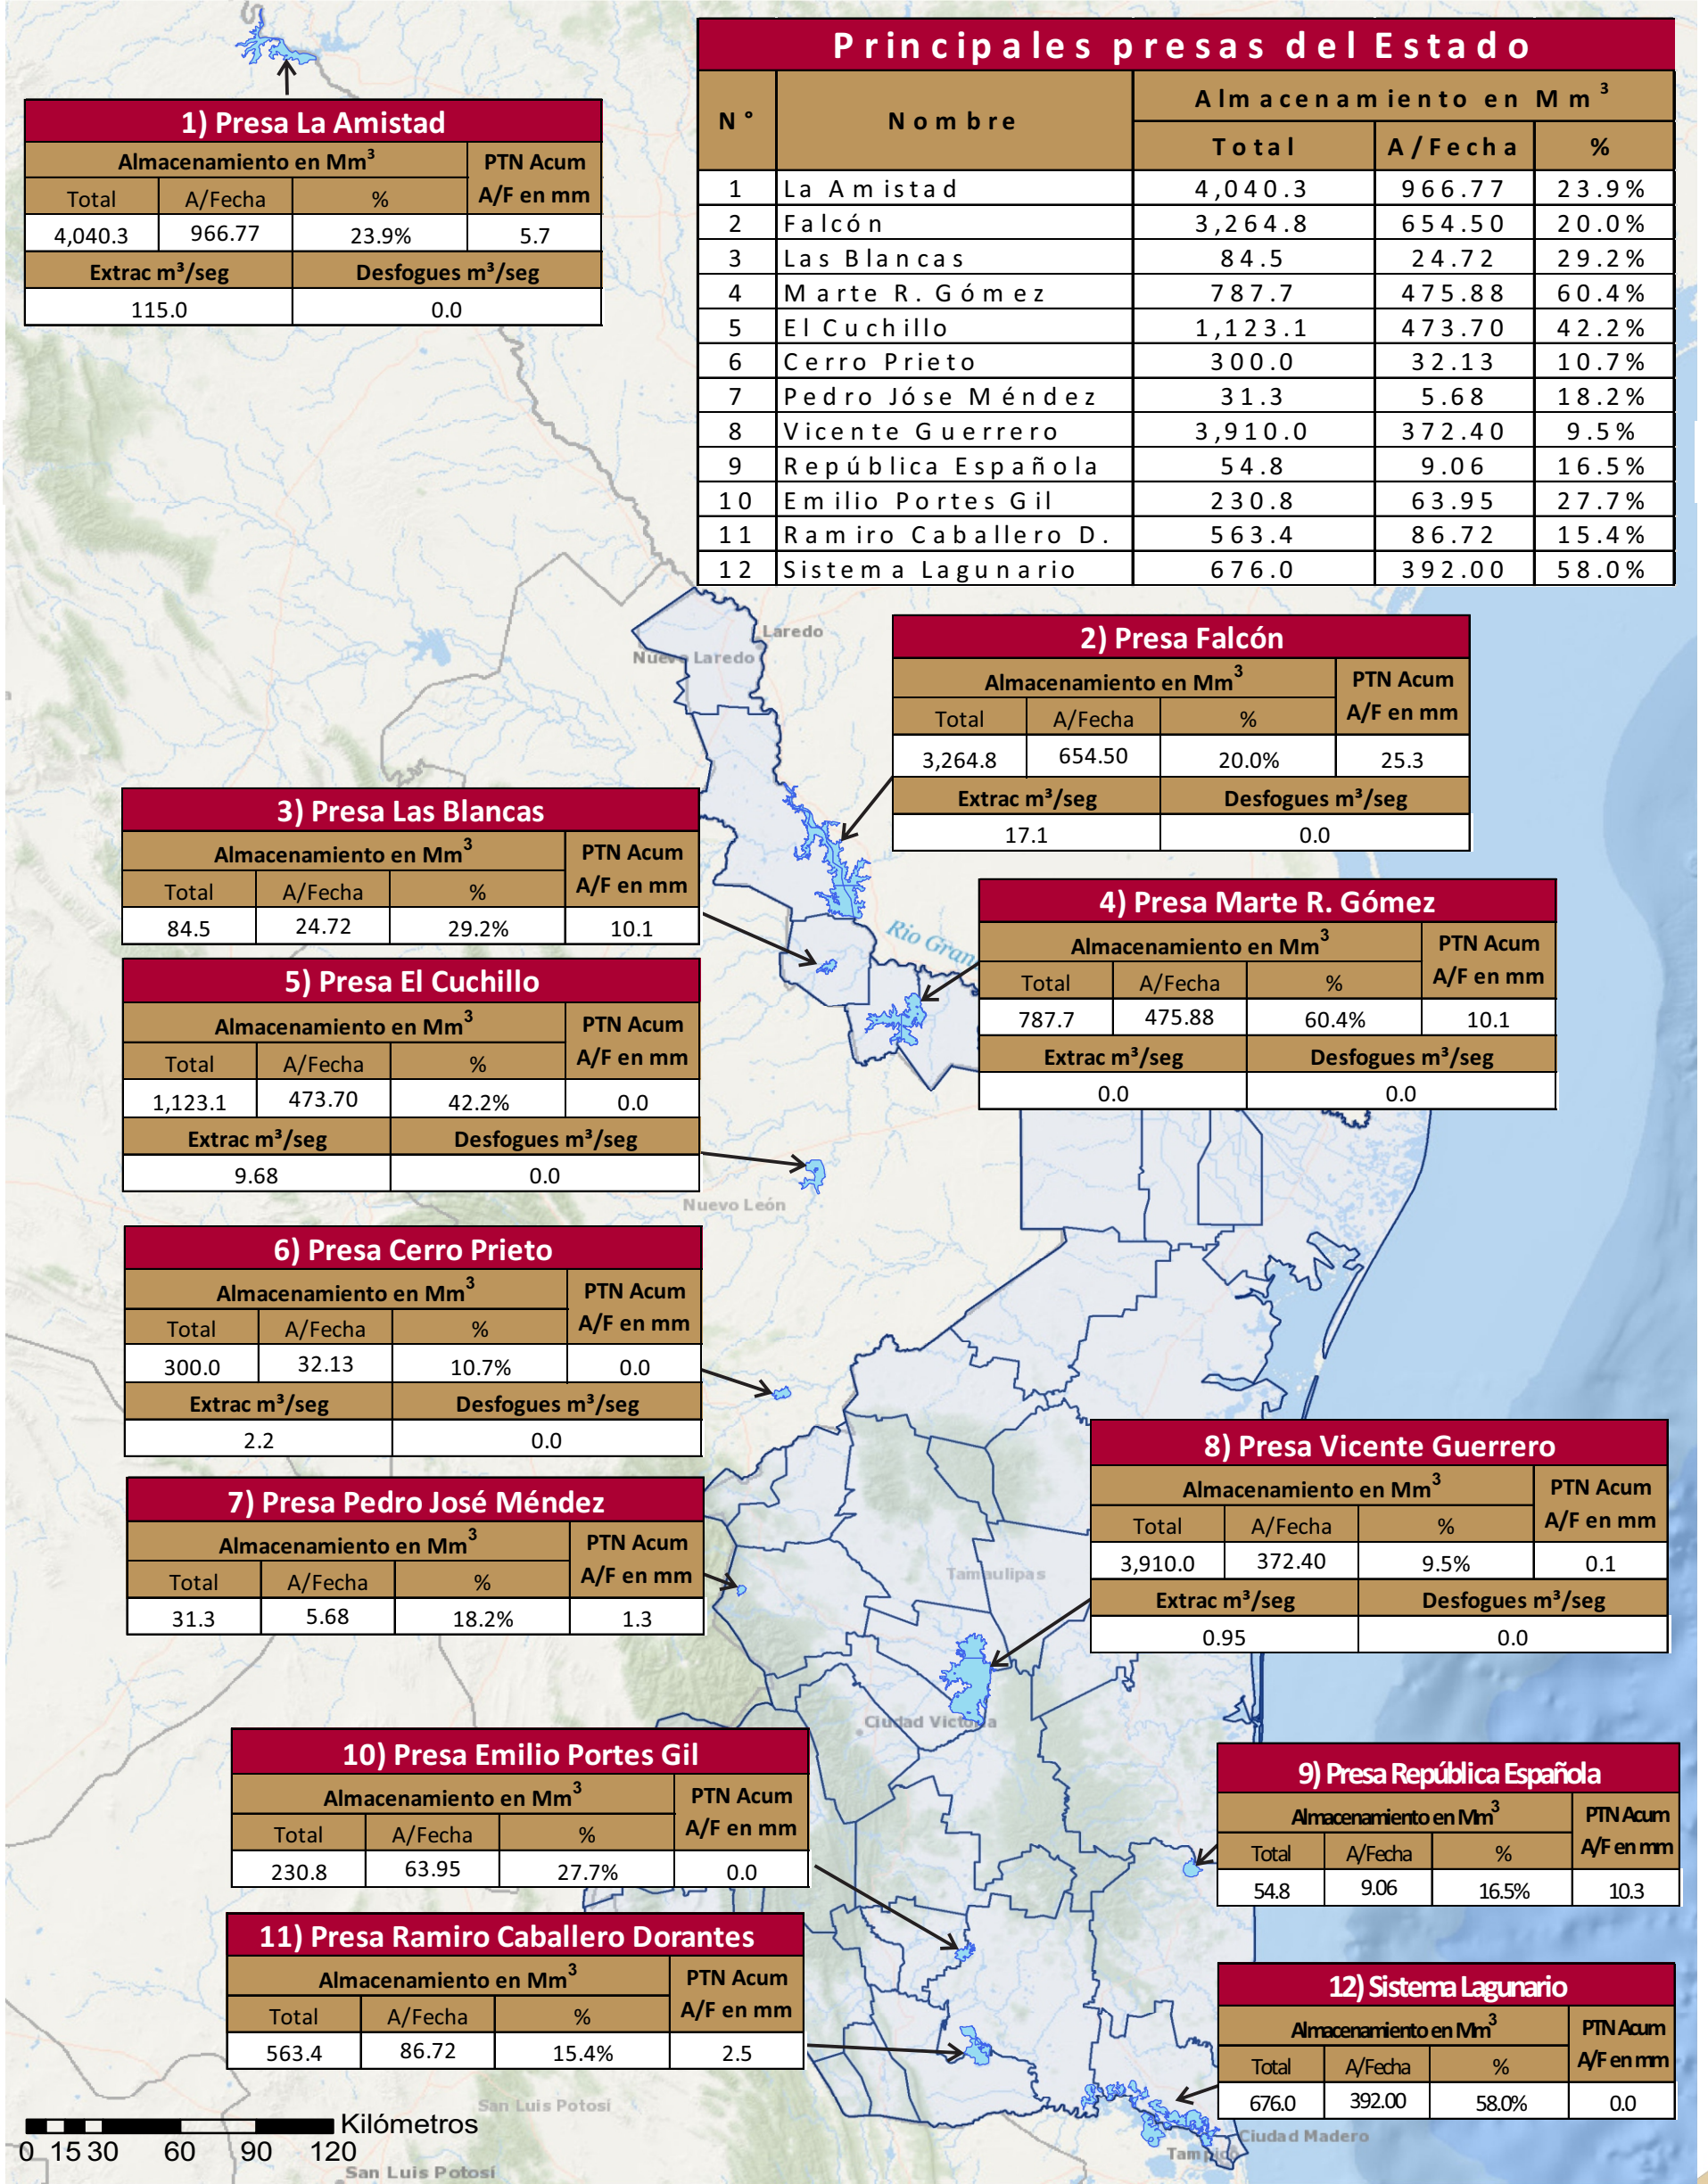 Principales presas del Estado
N° Nombre Almacenamiento en Mm³
Total A/Fecha %
1 La Amistad 4,040.3 966.77 23.9%
2 Falcón 3,264.8 654.50 20.0%
3 Las Blancas 84.5 24.72 29.2%
4 Marte R. Gómez 787.7 475.88 60.4%
5 El Cuchillo 1,123.1 473.70 42.2%
6 Cerro Prieto 300.0 32.13 10.7%
7 Pedro Jóse Méndez 31.3 5.68 18.2%
8 Vicente Guerrero 3,910.0 372.40 9.5%
9 República Española 54.8 9.06 16.5%
10 Emilio Portes Gil 230.8 63.95 27.7%
11 Ramiro Caballero D. 563.4 86.72 15.4%
12 Sistema Lagunario 676.0 392.00 58.0%
1) Presa La Amistad
Almacenamiento en Mm³ PTN Acum
Total A/Fecha % A/F en mm
4,040.3 966.77 23.9% 5.7
Extrac m³/seg Desfogues m³/seg
115.0 0.0
Laredo
Nuevo Laredo
2) Presa Falcón
Almacenamiento en Mm³ PTN Acum
Total A/Fecha % A/F en mm
3,264.8 654.50 20.0% 25.3
Extrac m³/seg Desfogues m³/seg
17.1 0.0
3) Presa Las Blancas
Almacenamiento en Mm³ PTN Acum
Total A/Fecha % A/F en mm
84.5 24.72 29.2% 10.1
Rio Gran
4) Presa Marte R. Gómez
Almacenamiento en Mm³ PTN Acum
Total A/Fecha % A/F en mm
787.7 475.88 60.4% 10.1
Extrac m³/seg Desfogues m³/seg
0.0 0.0
5) Presa El Cuchillo
Almacenamiento en Mm³ PTN Acum
Total A/Fecha % A/F en mm
1,123.1 473.70 42.2% 0.0
Extrac m³/seg Desfogues m³/seg
9.68 0.0
Nuevo León
6) Presa Cerro Prieto
Almacenamiento en Mm³ PTN Acum
Total A/Fecha % A/F en mm
300.0 32.13 10.7% 0.0
Extrac m³/seg Desfogues m³/seg
2.2 0.0
7) Presa Pedro José Méndez
Almacenamiento en Mm³ PTN Acum
Total A/Fecha % A/F en mm
31.3 5.68 18.2% 1.3
Tamaulipas
8) Presa Vicente Guerrero
Almacenamiento en Mm³ PTN Acum
Total A/Fecha % A/F en mm
3,910.0 372.40 9.5% 0.1
Extrac m³/seg Desfogues m³/seg
0.95 0.0
Ciudad Victoria
10) Presa Emilio Portes Gil
Almacenamiento en Mm³ PTN Acum
Total A/Fecha % A/F en mm
230.8 63.95 27.7% 0.0
9) Presa República Española
Almacenamiento en Mm³ PTN Acum
Total A/Fecha % A/F en mm
54.8 9.06 16.5% 10.3
11) Presa Ramiro Caballero Dorantes
Almacenamiento en Mm³ PTN Acum
Total A/Fecha % A/F en mm
563.4 86.72 15.4% 2.5
12) Sistema Lagunario
Almacenamiento en Mm³ PTN Acum
Total A/Fecha % A/F en mm
676.0 392.00 58.0% 0.0
San Luis Potosi
Kilómetros
0 15 30 60 90 120
Ciudad Madero
Tampico
San Luis Potosí